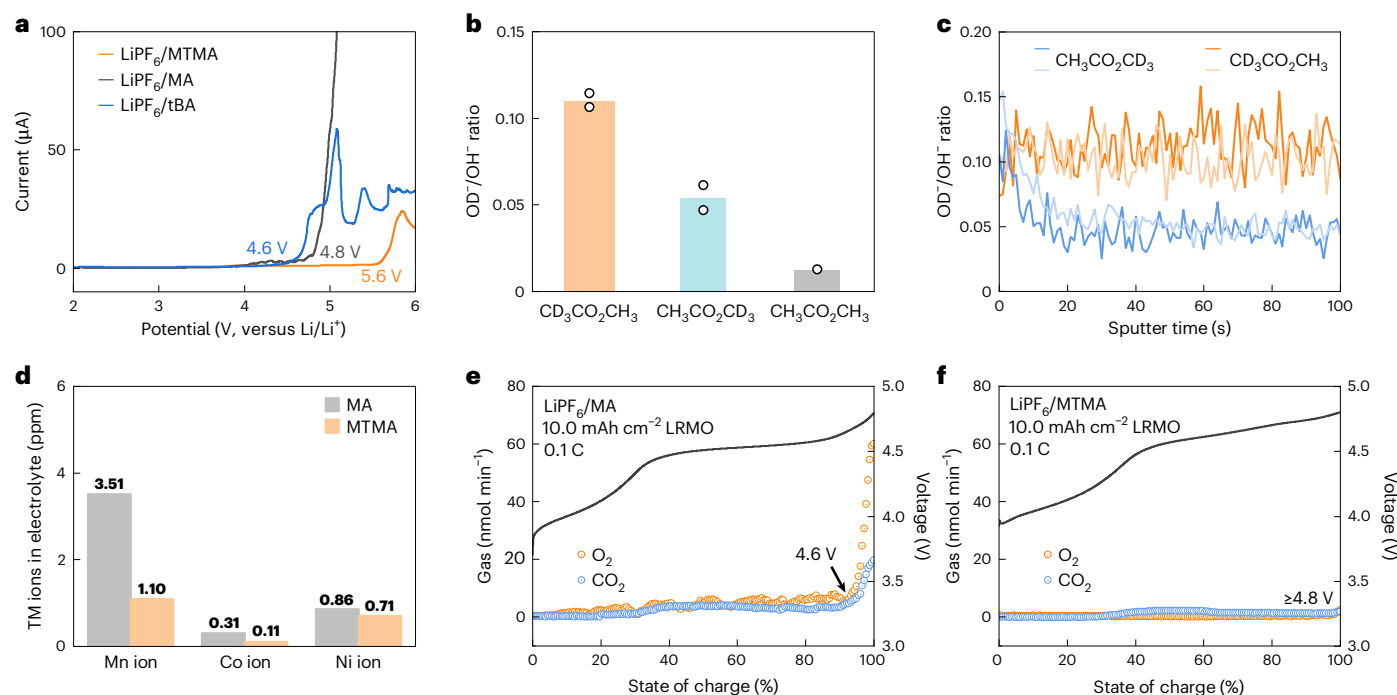 a
100
50
0
Current (µA)
LiPF₆/MTMA
LiPF₆/MA
LiPF₆/tBA
4.6 V
4.8 V
5.6 V
2 3 4 5 6
Potential (V, versus Li/Li⁺)
b
0.15
0.10
0.05
0
OD⁻/OH⁻ ratio
CD₃CO₂CH₃ CH₃CO₂CD₃ CH₃CO₂CH₃
c
0.20
0.15
0.10
0.05
0
OD⁻/OH⁻ ratio
CH₃CO₂CD₃ CD₃CO₂CH₃
0 20 40 60 80 100
Sputter time (s)
d
6
4
2
0
TM ions in electrolyte (ppm)
MA
MTMA
3.51
1.10
0.31
0.11
0.86
0.71
Mn ion Co ion Ni ion
e
80
60
40
20
0
Gas (nmol min⁻¹)
LiPF₆/MA
10.0 mAh cm⁻² LRMO
0.1 C
O₂
CO₂
4.6 V
5.0
4.5
4.0
3.5
3.0
Voltage (V)
0 20 40 60 80 100
State of charge (%)
f
80
60
40
20
0
Gas (nmol min⁻¹)
LiPF₆/MTMA
10.0 mAh cm⁻² LRMO
0.1 C
O₂
CO₂
≥4.8 V
5.0
4.5
4.0
3.5
3.0
Voltage (V)
0 20 40 60 80 100
State of charge (%)